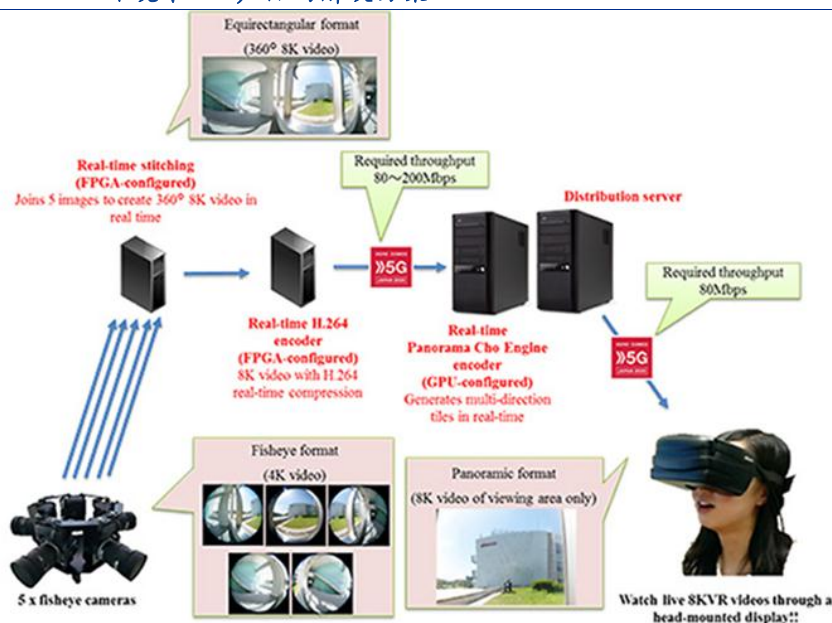 Equirectangular format
(360° 8K video)
Real-time stitching
(FPGA-configured)
Joins 5 images to create 360° 8K video in
real time
Required throughput
80～200Mbps
Distribution server
Required throughput
80Mbps
»5G
Real-time H.264
encoder
(FPGA-configured)
8K video with H.264
real-time compression
Real-time
Panorama Cho Engine
encoder
(GPU-configured)
Generates multi-direction
tiles in real-time
»5G
Fisheye format
(4K video)
Panoramic format
(8K video of viewing area only)
5 x fisheye cameras
Watch live 8KVR videos through a
head-mounted display!!